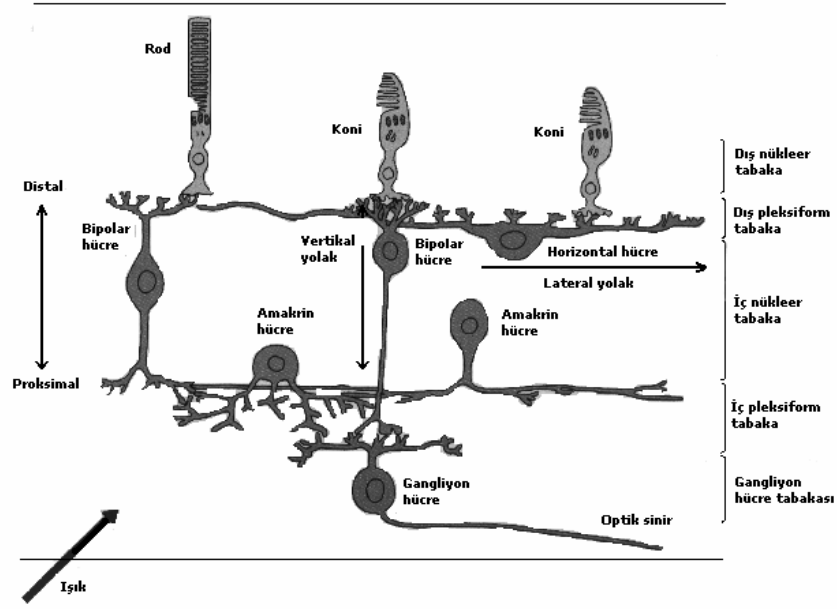 Rod
Koni
Koni
Dış nükleer
tabaka
Distal
Dış pleksiform
tabaka
Bipolar
hücre
Vertikal
yolak
Bipolar
hücre
Horizontal hücre
Lateral yolak
İç nükleer
tabaka
Amakrin
hücre
Amakrin
hücre
Proksimal
İç pleksiform
tabaka
Gangliyon
hücre
Gangliyon
hücre tabakası
Optik sinir
Işık